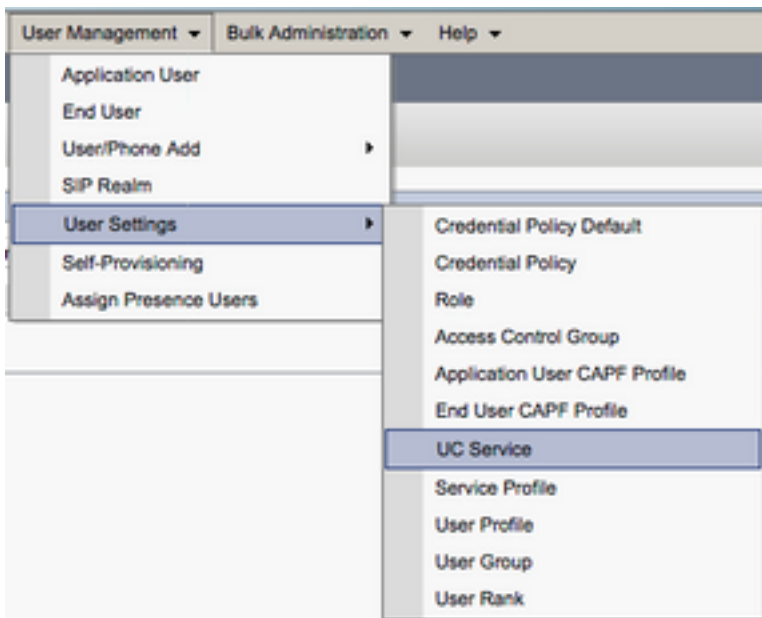 User Management Bulk Administration Help
Application User
End User
User/Phone Add
SIP Realm
User Settings
Self-Provisioning
Assign Presence Users
Credential Policy Default
Credential Policy
Role
Access Control Group
Application User CAPF Profile
End User CAPF Profile
UC Service
Service Profile
User Profile
User Group
User Rank